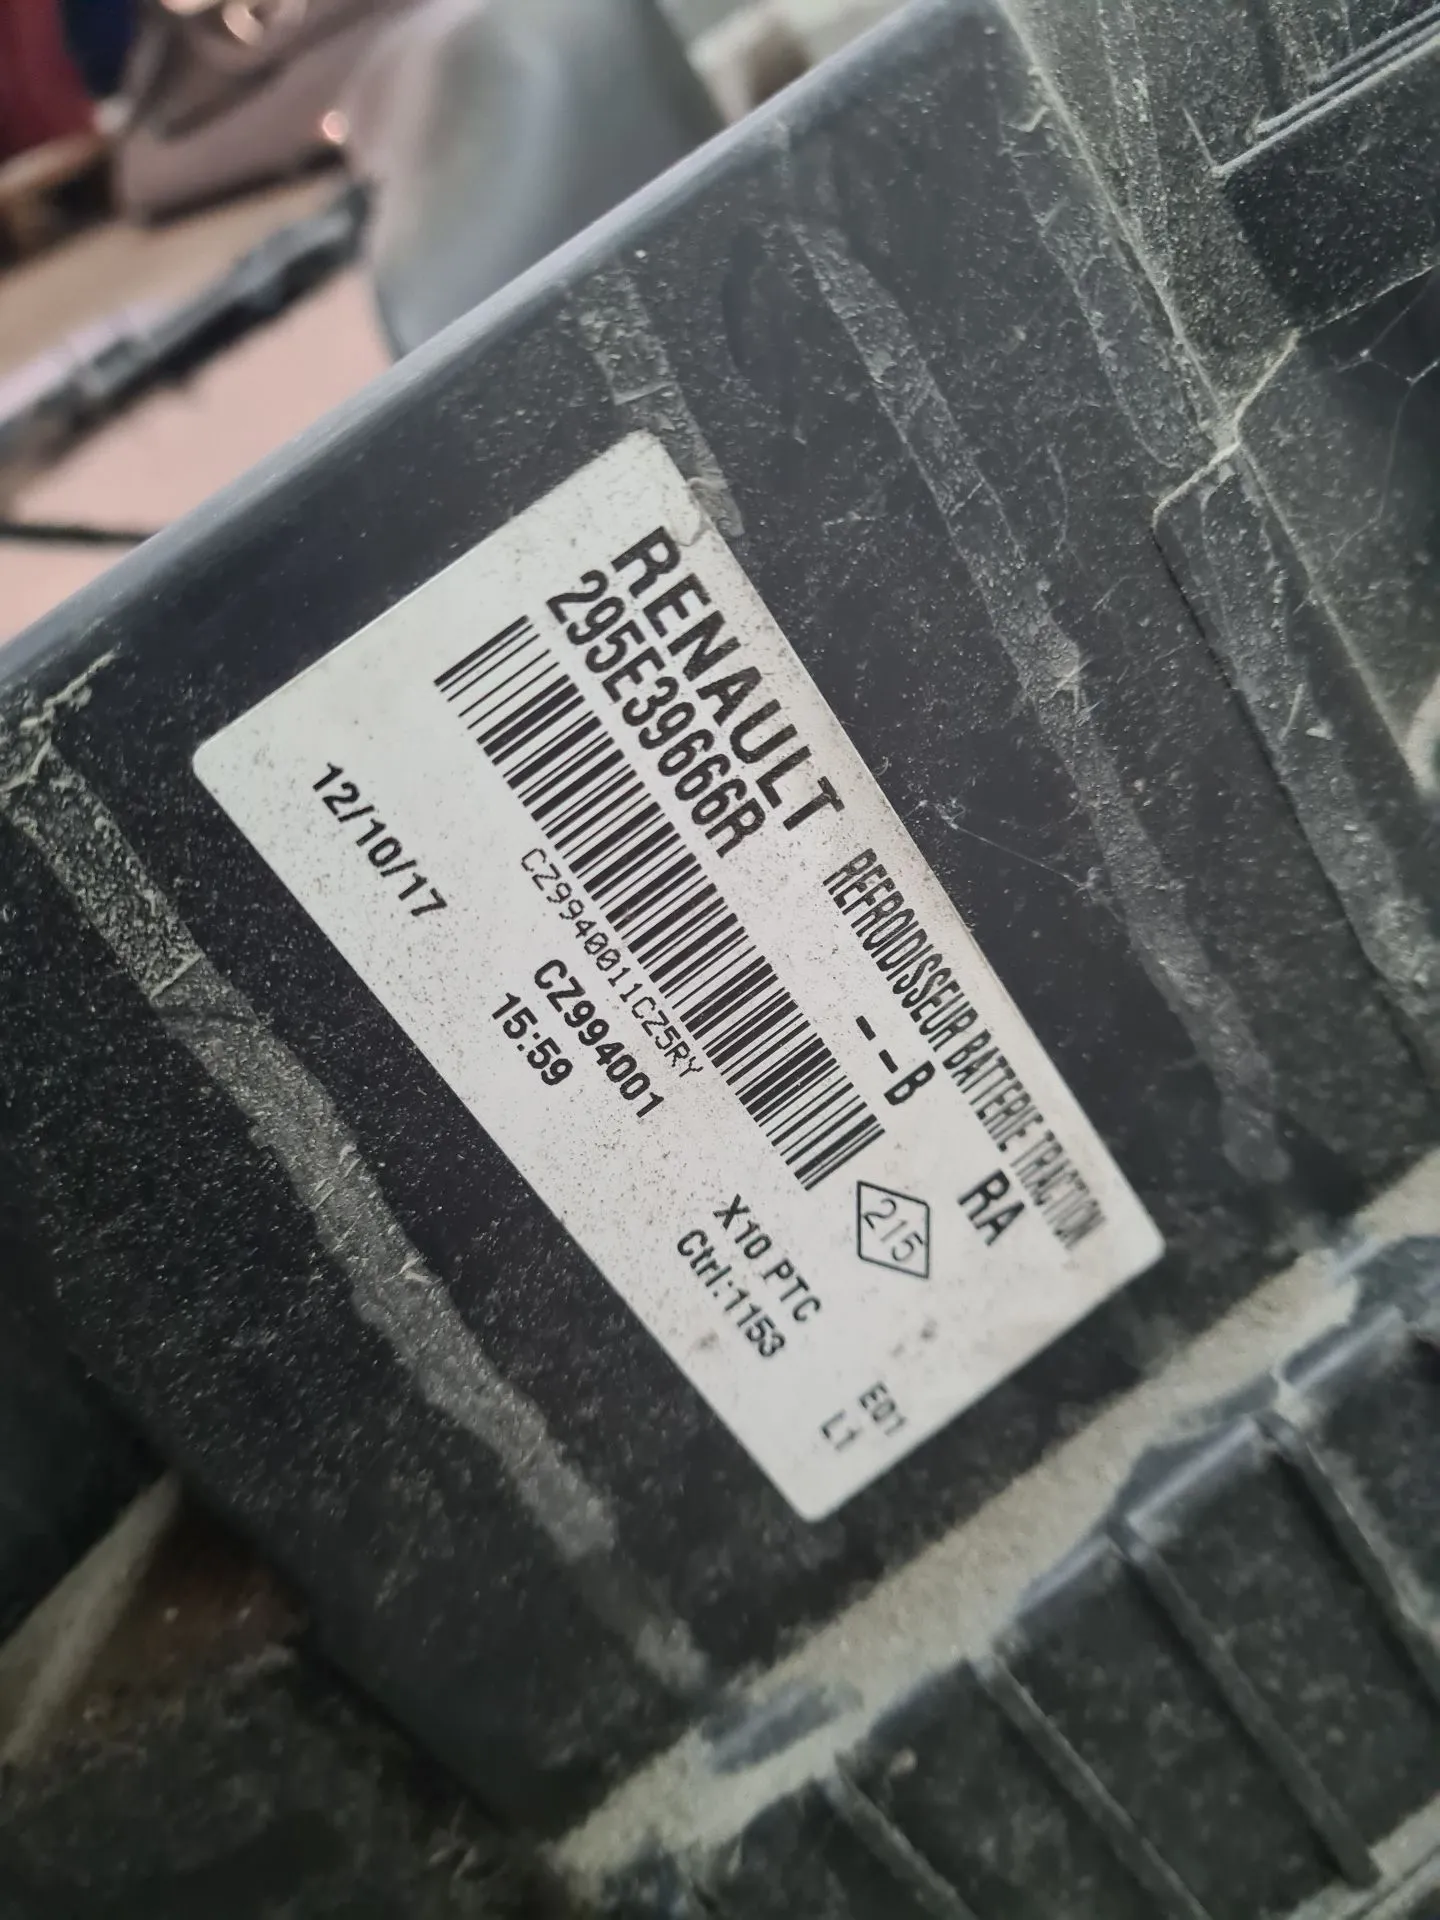 RENAULT
REFROIDISSEUR BATTERIE TRACTION
295E39666R
--B
RA
CZ9940011CZ5RY
215
12/10/17
CZ994001
15:59
X10 PTC
Ctrl:1153
E01
L1